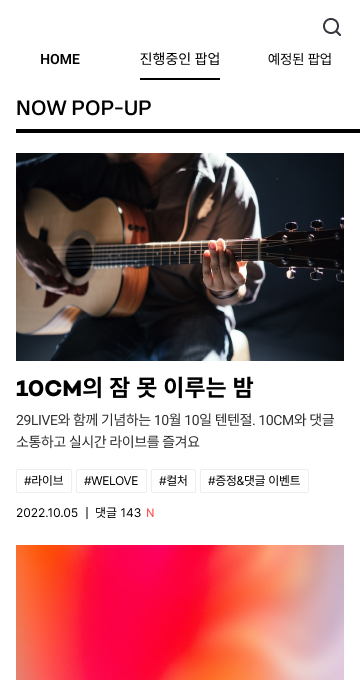 HOME 진행중인 팝업 예정된 팝업
NOW POP-UP
10CM의 잠 못 이루는 밤
29LIVE와 함께 기념하는 10월 10일 텐텐절. 10CM와 댓글
소통하고 실시간 라이브를 즐겨요
#라이브 #WELOVE #컬처 #증정&댓글 이벤트
2022.10.05 | 댓글 143 N